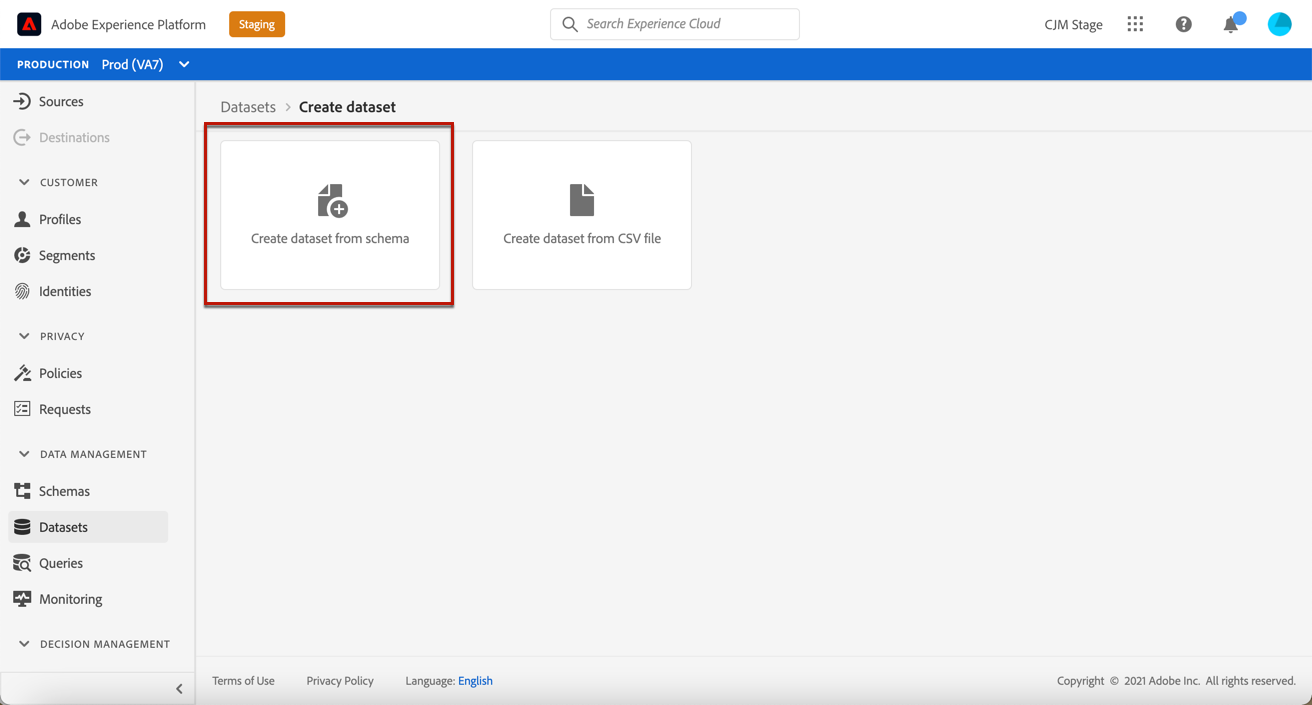 Adobe Experience Platform
Staging
Search Experience Cloud
CJM Stage
PRODUCTION Prod (VA7)
Sources
Destinations
CUSTOMER
Profiles
Segments
Identities
PRIVACY
Policies
Requests
DATA MANAGEMENT
Schemas
Datasets
Queries
Monitoring
DECISION MANAGEMENT
Datasets > Create dataset
Create dataset from schema
Create dataset from CSV file
Terms of Use
Privacy Policy
Language: English
Copyright © 2021 Adobe Inc. All rights reserved.